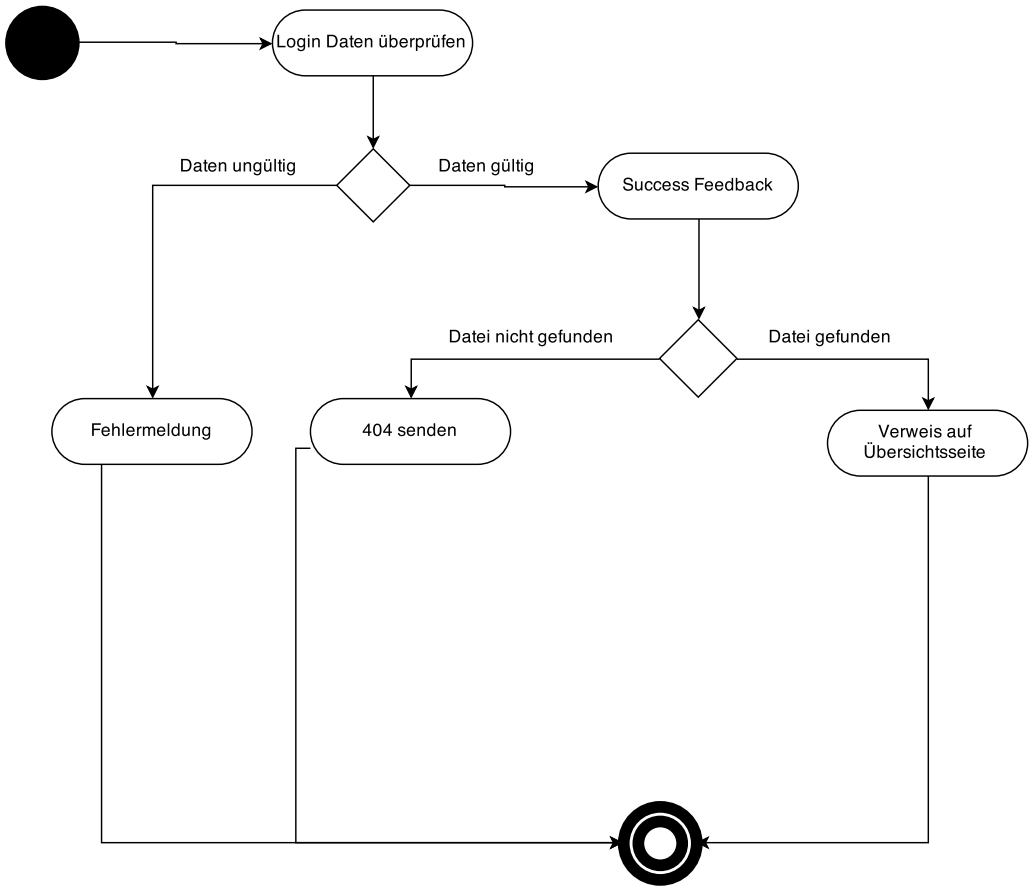 Login Daten überprüfen
Daten ungültig
Daten gültig
Success Feedback
Datei nicht gefunden
Datei gefunden
Fehlermeldung
404 senden
Verweis auf
Übersichtsseite